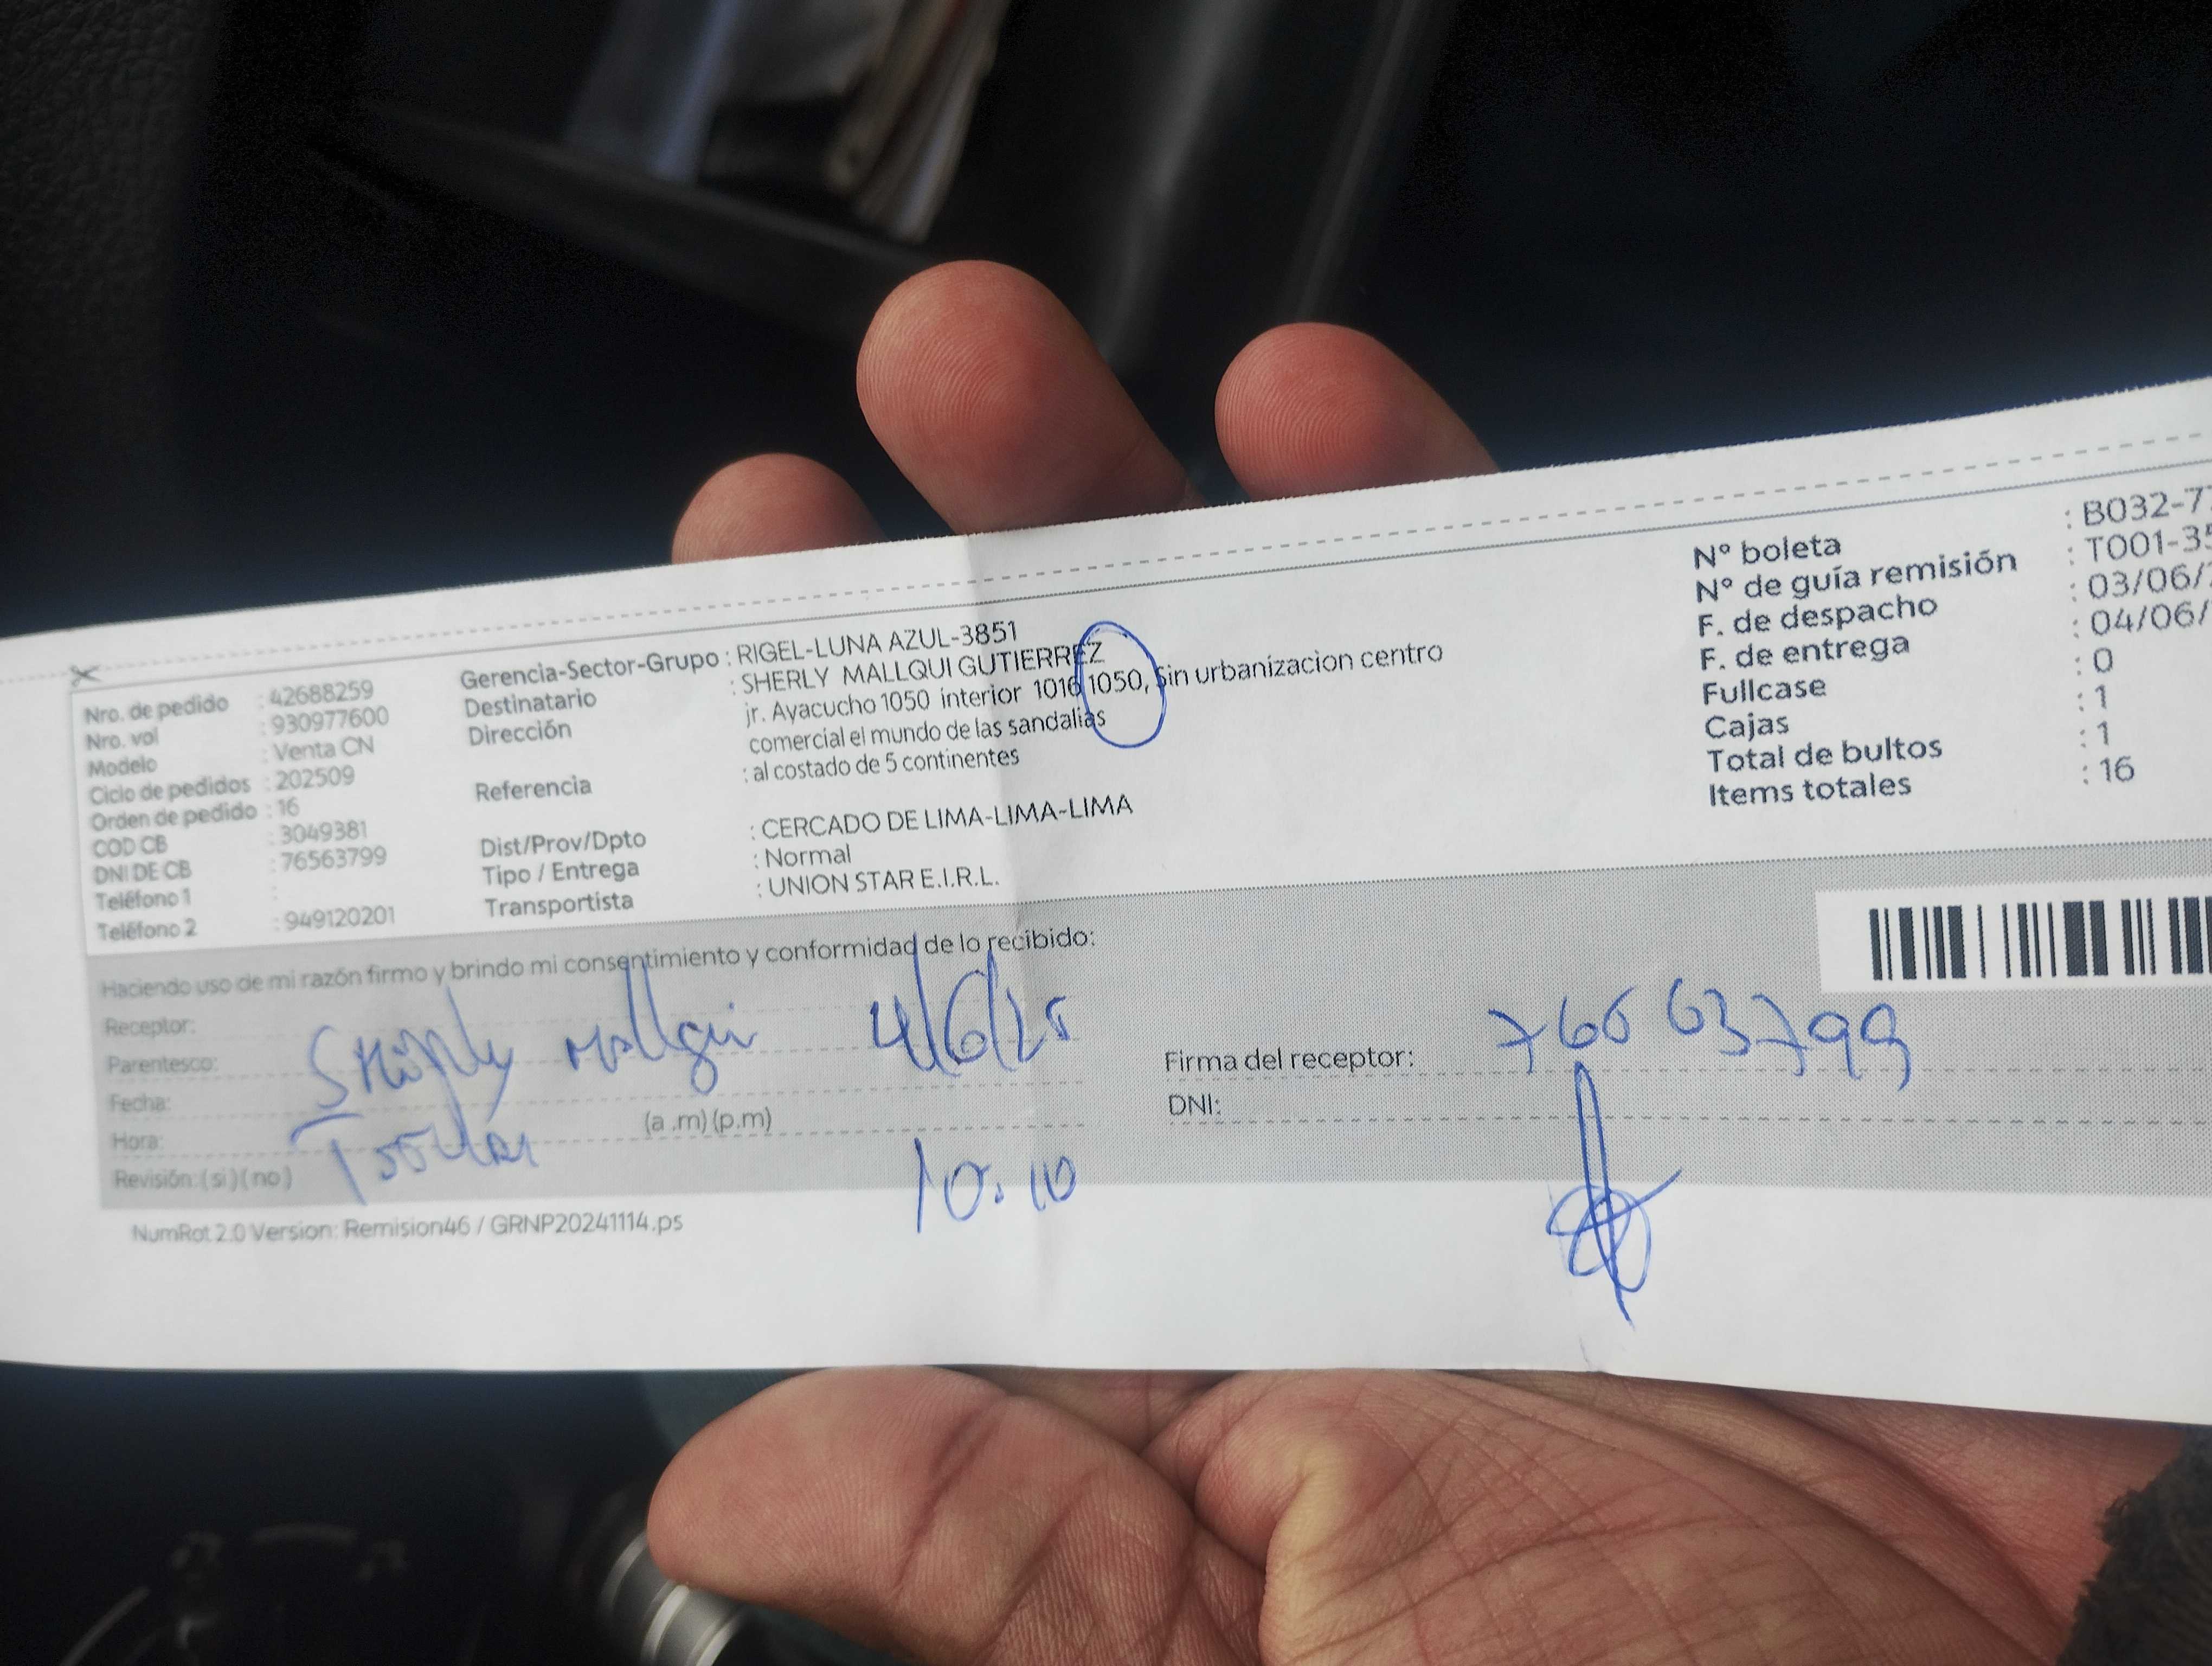 Nro. de pedido : 42688259
Nro. vol : 930977600
Modelo : Venta CN
Ciclo de pedidos : 202509
Orden de pedido : 16
COD CB : 3049381
DNI DE CB : 76563799
Teléfono 1 :
Teléfono 2 : 949120201
Gerencia-Sector-Grupo : RIGEL-LUNA AZUL-3851
Destinatario : SHERLY MALLQUI GUTIERREZ
Dirección jr. Ayacucho 1050 interior 1016 1050, Sin urbanizacion centro
comercial el mundo de las sandalias
Referencia : al costado de 5 continentes
Dist/Prov/Dpto : CERCADO DE LIMA-LIMA-LIMA
Tipo / Entrega : Normal
Transportista : UNION STAR E.I.R.L.
N° boleta : B032-7
N° de guía remisión : T001-35
F. de despacho : 03/06/
F. de entrega : 04/06/
Fullcase : 0
Cajas : 1
Total de bultos : 1
Items totales : 16
Haciendo uso de mi razón firmo y brindo mi consentimiento y conformidad de lo recibido:
Receptor:
Parentesco:
Sherly Mallqui 4/6/25
Fecha:
Hora: (a .m) (p.m)
Titular
10:10
Revisión: ( si ) ( no )
Firma del receptor: 76563799
DNI:
NumRot 2.0 Version: Remision46 / GRNP20241114.ps